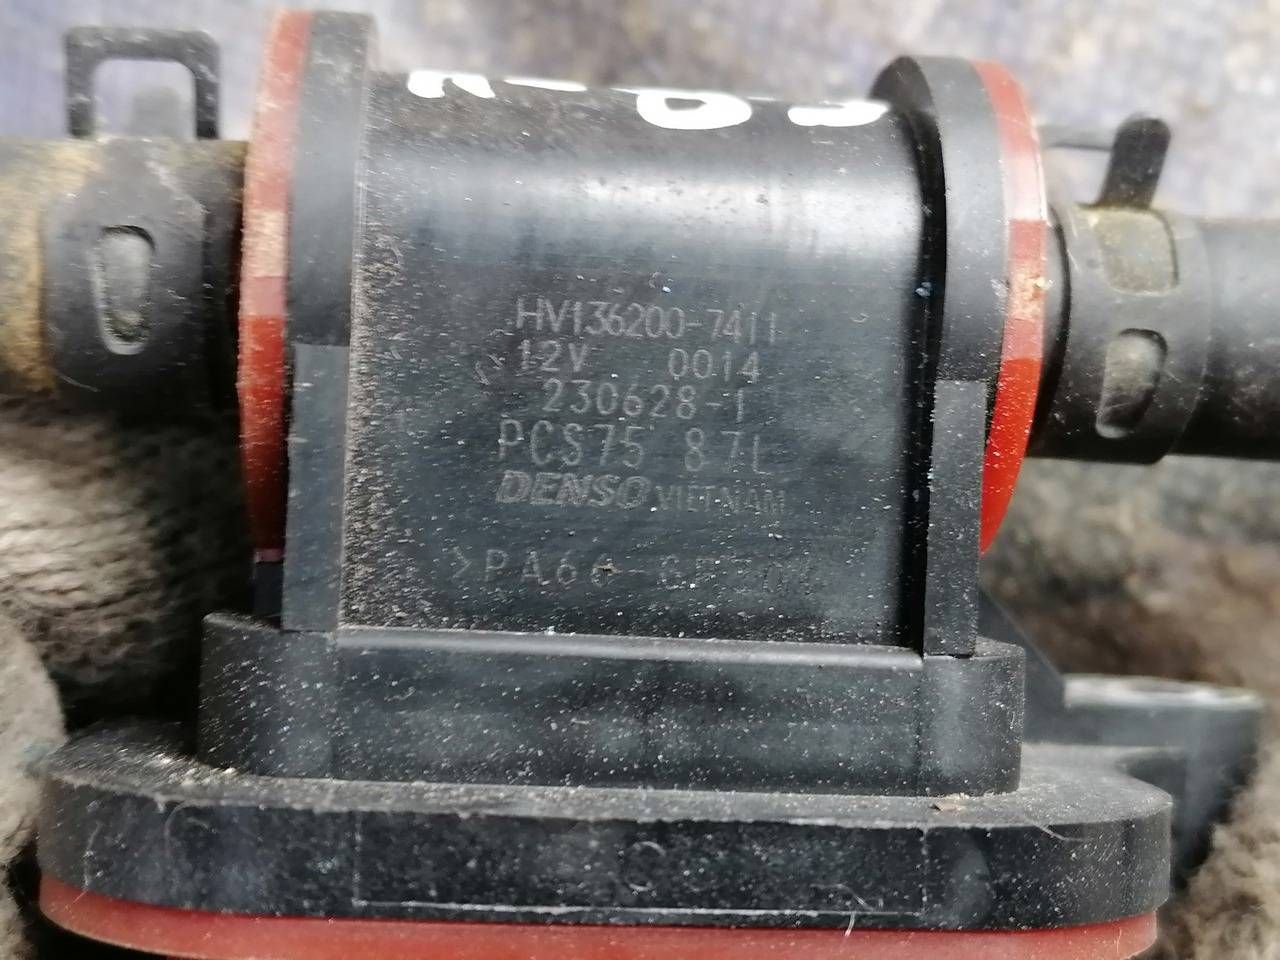 HV136200-7411
12V 0014
230628-1
PCS75 87L
DENSO VIETNAM